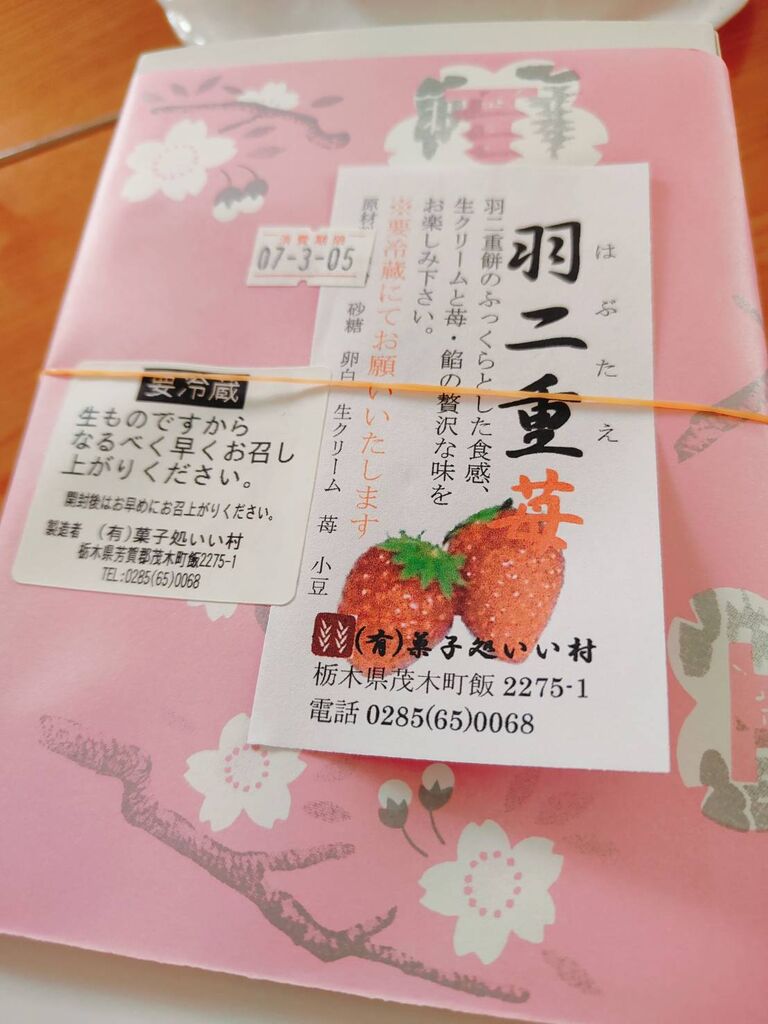 はぶたえ
羽二重苺
羽二重餅のふっくらとした食感、
生クリームと苺・餡の贅沢な味を
お楽しみ下さい。
※要冷蔵にてお願いいたします
原材 砂糖 卵白 生クリーム 苺 小豆
(有)菓子処いい村
栃木県茂木町飯 2275-1
電話 0285(65)0068
消費期限
07-3-05
要冷蔵
生ものですから
なるべく早くお召し
上がりください。
開封後はお早めにお召上がりください。
製造者 (有)菓子処いい村
栃木県芳賀郡茂木町飯2275-1
TEL:0285(65)0068